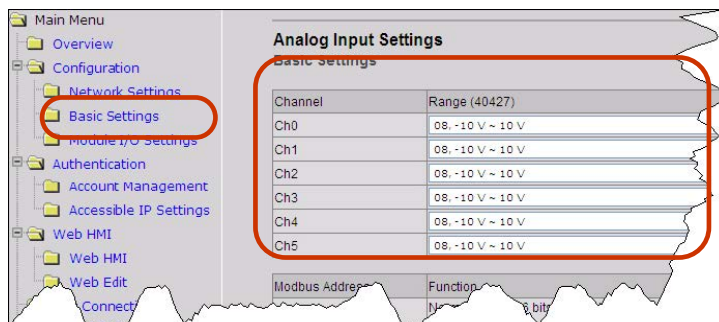 Main Menu
Overview
Configuration
Network Settings
Basic Settings
Module I/O Settings
Authentication
Account Management
Accessible IP Settings
Web HMI
Web HMI
Web Edit
Connecti
Analog Input Settings
Basic Settings
Channel Range (40427)
Ch0 08, -10 V ~ 10 V
Ch1 08, -10 V ~ 10 V
Ch2 08, -10 V ~ 10 V
Ch3 08, -10 V ~ 10 V
Ch4 08, -10 V ~ 10 V
Ch5 08, -10 V ~ 10 V
Modbus Address Function
bits